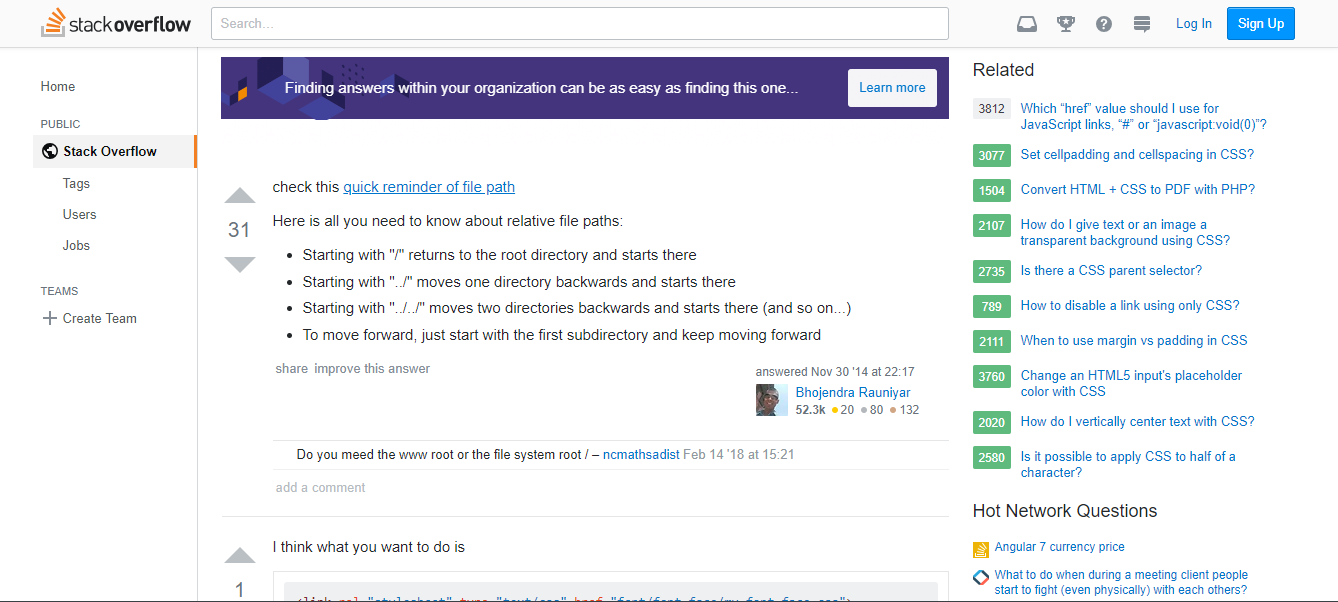 stack overflow
Search...
Log In
Sign Up
Home
PUBLIC
Stack Overflow
Tags
Users
Jobs
TEAMS
Create Team
Finding answers within your organization can be as easy as finding this one...
Learn more
31
check this quick reminder of file path
Here is all you need to know about relative file paths:
• Starting with "/" returns to the root directory and starts there
• Starting with "../" moves one directory backwards and starts there
• Starting with "../../" moves two directories backwards and starts there (and so on...)
• To move forward, just start with the first subdirectory and keep moving forward
share improve this answer
answered Nov 30 '14 at 22:17
Bhojendra Rauniyar
52.3k ●20 ●80 ●132
Do you meed the www root or the file system root / – ncmathsadist Feb 14 '18 at 15:21
add a comment
1
I think what you want to do is
Related
3812 Which “href” value should I use for
JavaScript links, “#” or “javascript:void(0)”?
3077 Set cellpadding and cellspacing in CSS?
1504 Convert HTML + CSS to PDF with PHP?
2107 How do I give text or an image a
transparent background using CSS?
2735 Is there a CSS parent selector?
789 How to disable a link using only CSS?
2111 When to use margin vs padding in CSS
3760 Change an HTML5 input's placeholder
color with CSS
2020 How do I vertically center text with CSS?
2580 Is it possible to apply CSS to half of a
character?
Hot Network Questions
Angular 7 currency price
What to do when during a meeting client people
start to fight (even physically) with each others?